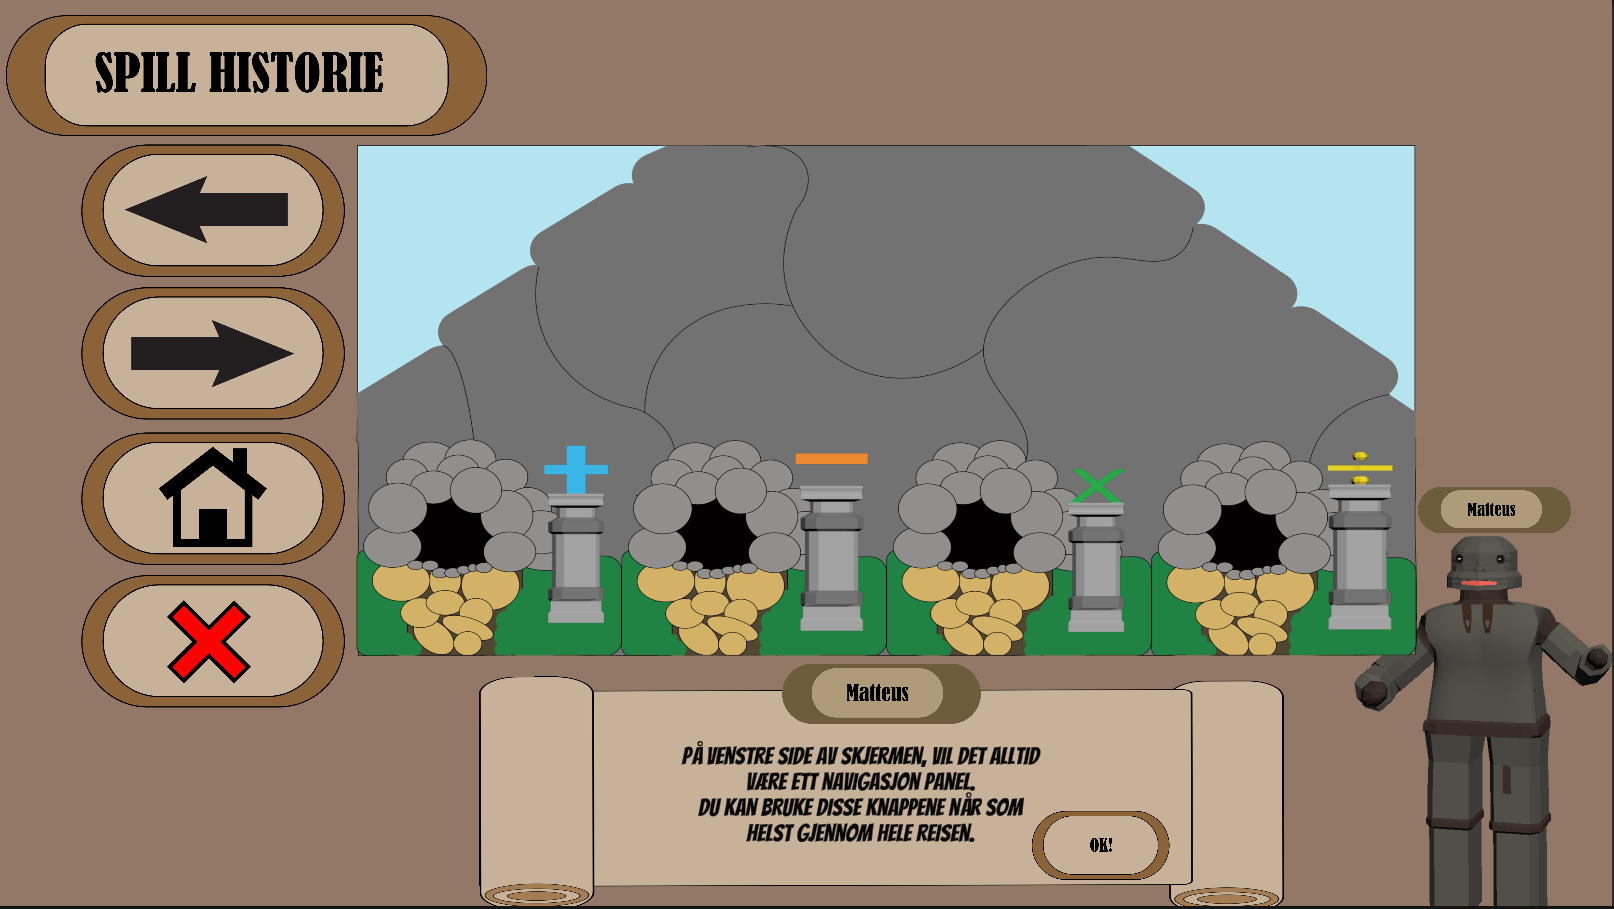 SPILL HISTORIE
Matteus
Matteus
PÅ VENSTRE SIDE AV SKJERMEN, VIL DET ALLTID
VÆRE ETT NAVIGASJON PANEL.
DU KAN BRUKE DISSE KNAPPENE NÅR SOM
HELST GJENNOM HELE REISEN.
OK!